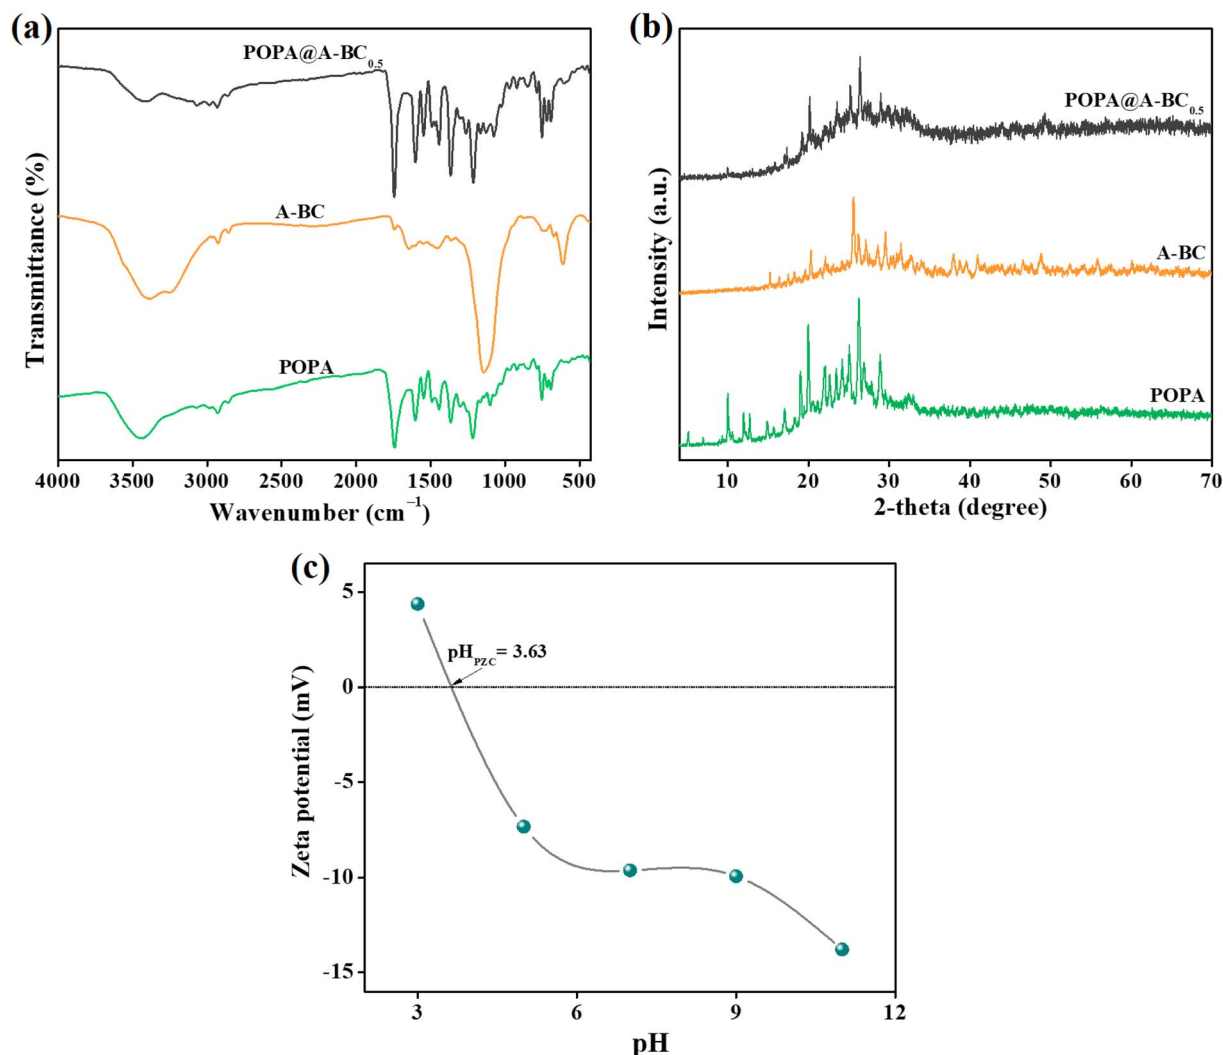 (a)
POPA@A-BC0.5
A-BC
POPA
Transmittance (%)
4000 3500 3000 2500 2000 1500 1000 500
Wavenumber (cm–1)
(b)
POPA@A-BC0.5
A-BC
POPA
Intensity (a.u.)
10 20 30 40 50 60 70
2-theta (degree)
(c)
5
0
-5
-10
-15
pHPZC= 3.63
Zeta potential (mV)
3 6 9 12
pH